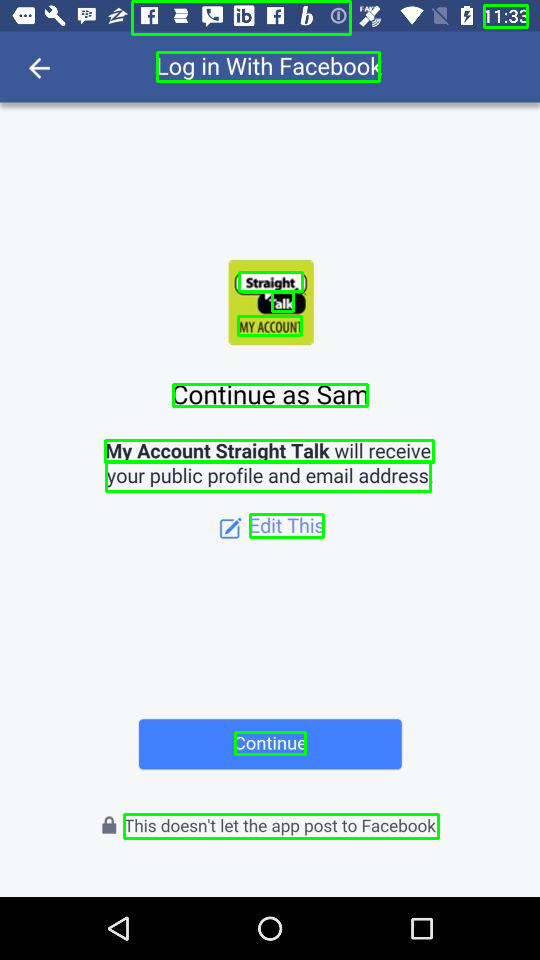 11:33
Log in With Facebook
Straight
Talk
MY ACCOUNT
Continue as Sam
My Account Straight Talk will receive
your public profile and email address
Edit This
Continue
This doesn't let the app post to Facebook